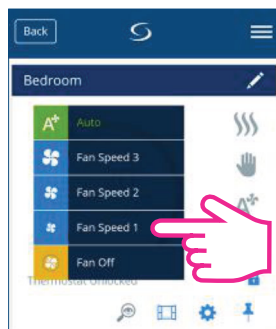 Back
Bedroom
A+ Auto
Fan Speed 3
Fan Speed 2
Fan Speed 1
A+
Fan Off
Thermostat Unlocked